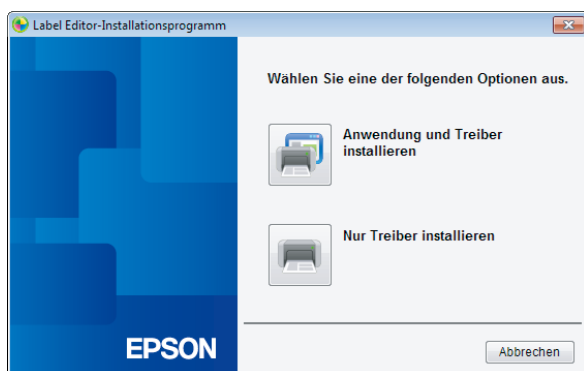 Label Editor-Installationsprogramm
Wählen Sie eine der folgenden Optionen aus.
Anwendung und Treiber
installieren
Nur Treiber installieren
EPSON
Abbrechen